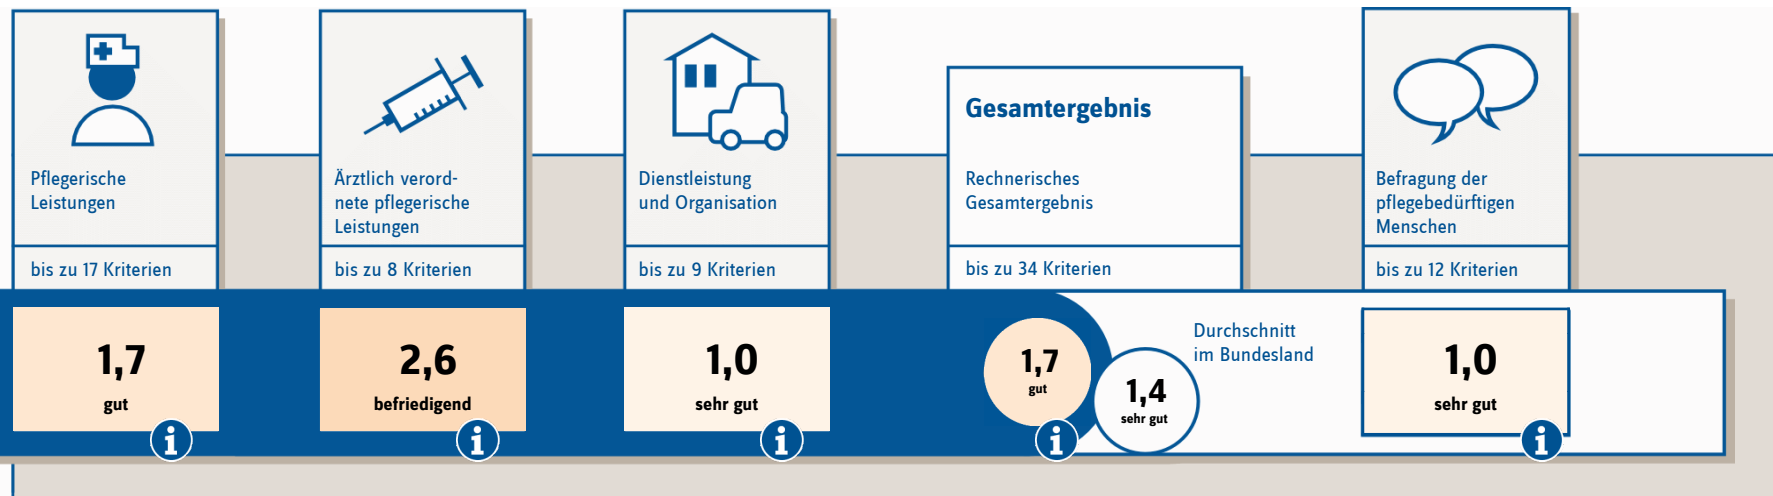 Pflegerische
Leistungen
bis zu 17 Kriterien
1,7
gut
i
Ärztlich verord-
nete pflegerische
Leistungen
bis zu 8 Kriterien
2,6
befriedigend
i
Dienstleistung
und Organisation
bis zu 9 Kriterien
1,0
sehr gut
i
Gesamtergebnis
Rechnerisches
Gesamtergebnis
bis zu 34 Kriterien
1,7
gut
i
Durchschnitt
im Bundesland
1,4
sehr gut
Befragung der
pflegebedürftigen
Menschen
bis zu 12 Kriterien
1,0
sehr gut
i